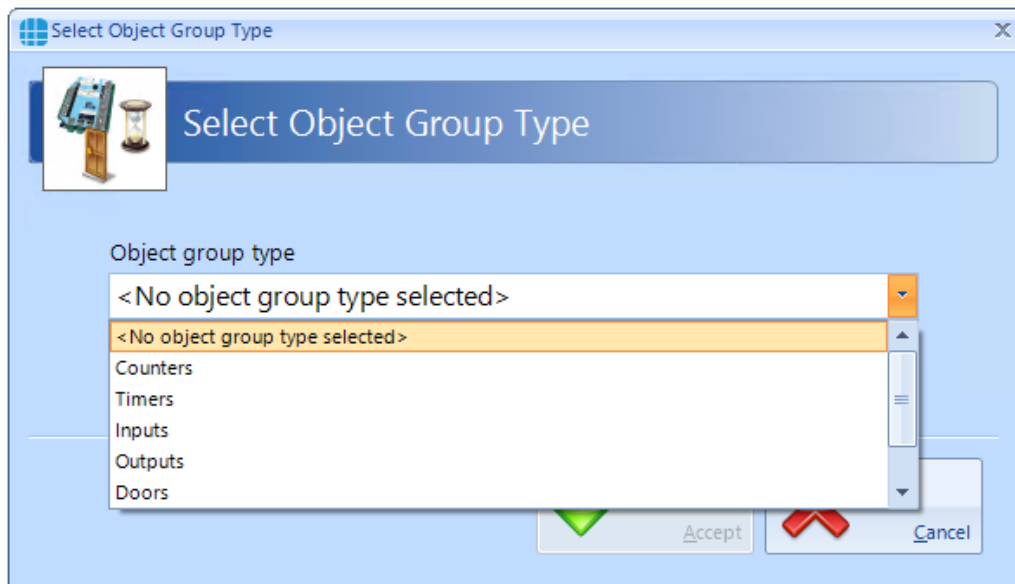 Select Object Group Type
Select Object Group Type
Object group type
<No object group type selected>
<No object group type selected>
Counters
Timers
Inputs
Outputs
Doors
Accept
Cancel